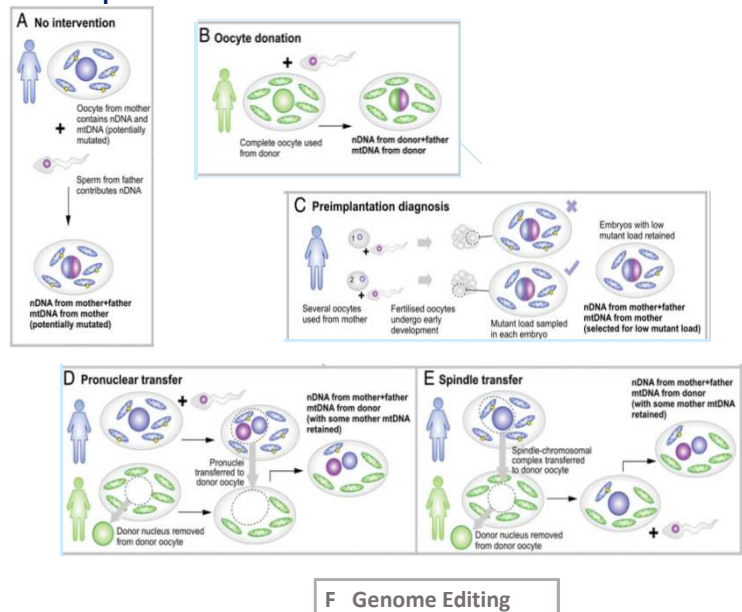 A No intervention
Oocyte from mother
contains nDNA and
mtDNA (potentially
mutated)
+
Sperm from father
contributes nDNA
nDNA from mother+father
mtDNA from mother
(potentially mutated)
B Oocyte donation
+
Complete oocyte used
from donor
nDNA from donor+father
mtDNA from donor
C Preimplantation diagnosis
1
+
2
+
Several oocytes
used from mother
Fertilised oocytes
undergo early
development
Mutant load sampled
in each embryo
Embryos with low
mutant load retained
nDNA from mother+father
mtDNA from mother
(selected for low mutant load)
D Pronuclear transfer
+
Pronuclei
transferred to
donor oocyte
Donor nucleus removed
from donor oocyte
nDNA from mother+father
mtDNA from donor
(with some mother mtDNA
retained)
E Spindle transfer
Spindle-chromosomal
complex transferred
to donor oocyte
Donor nucleus removed
from donor oocyte
+
nDNA from mother+father
mtDNA from donor
(with some mother mtDNA
retained)
F Genome Editing